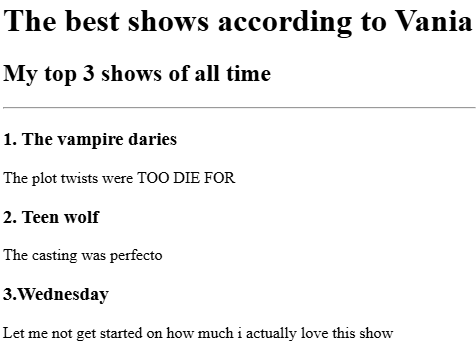 The best shows according to Vania
My top 3 shows of all time
1. The vampire daries
The plot twists were TOO DIE FOR
2. Teen wolf
The casting was perfecto
3.Wednesday
Let me not get started on how much i actually love this show